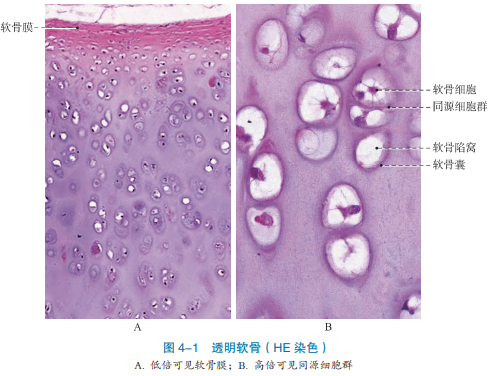 软骨膜
软骨细胞
同源细胞群
软骨陷窝
软骨囊
A
B
图 4-1 透明软骨（HE 染色）
A. 低倍可见软骨膜；B. 高倍可见同源细胞群